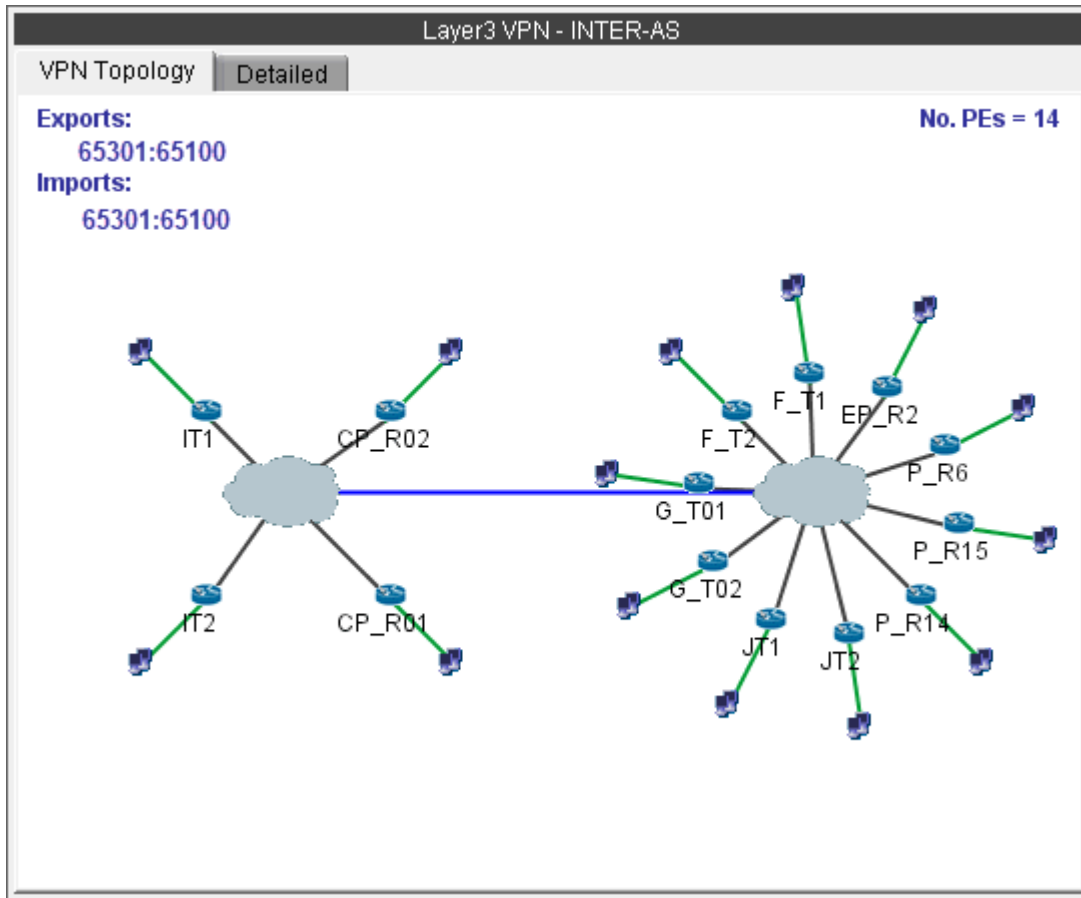 Layer3 VPN - INTER-AS
VPN Topology
Detailed
Exports:
65301:65100
Imports:
65301:65100
No. PEs = 14
IT1
CP_R02
IT2
CP_R01
F_T1
EP_R2
F_T2
P_R6
G_T01
P_R15
G_T02
P_R14
JT1
JT2